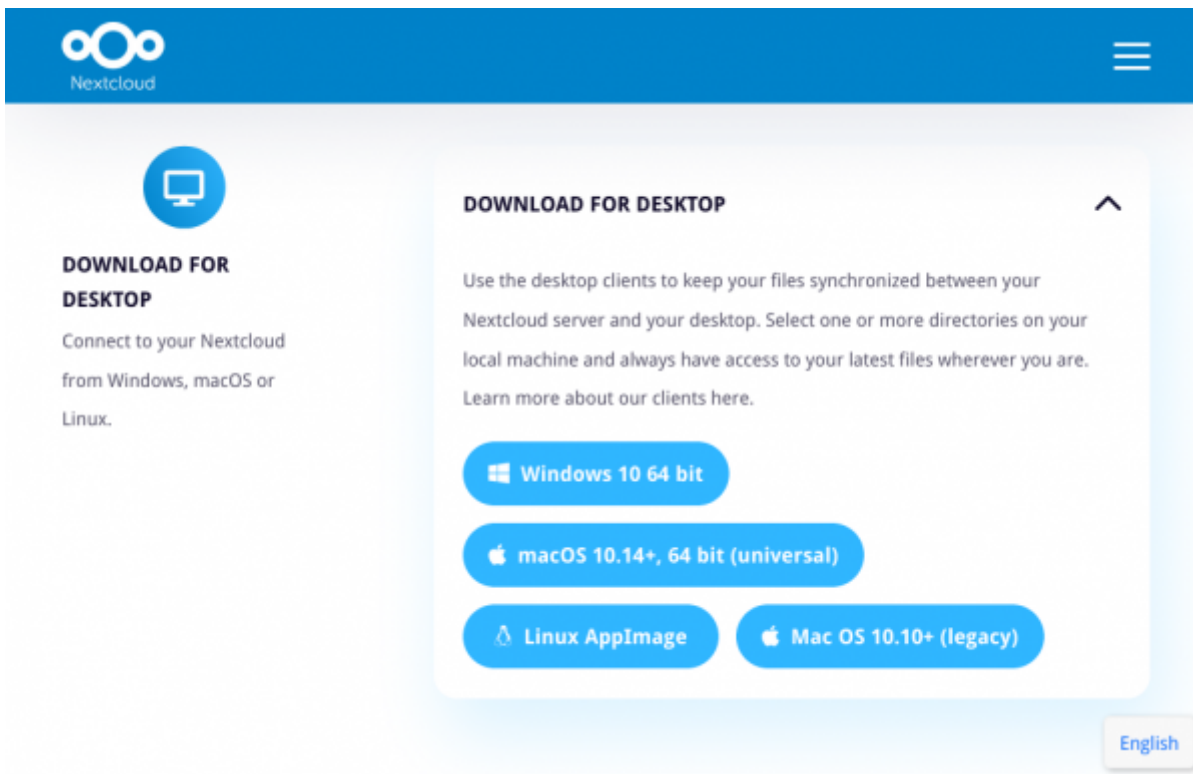 Nextcloud
DOWNLOAD FOR
DESKTOP
Connect to your Nextcloud
from Windows, macOS or
Linux.
DOWNLOAD FOR DESKTOP
Use the desktop clients to keep your files synchronized between your
Nextcloud server and your desktop. Select one or more directories on your
local machine and always have access to your latest files wherever you are.
Learn more about our clients here.
Windows 10 64 bit
macOS 10.14+, 64 bit (universal)
Linux AppImage
Mac OS 10.10+ (legacy)
English